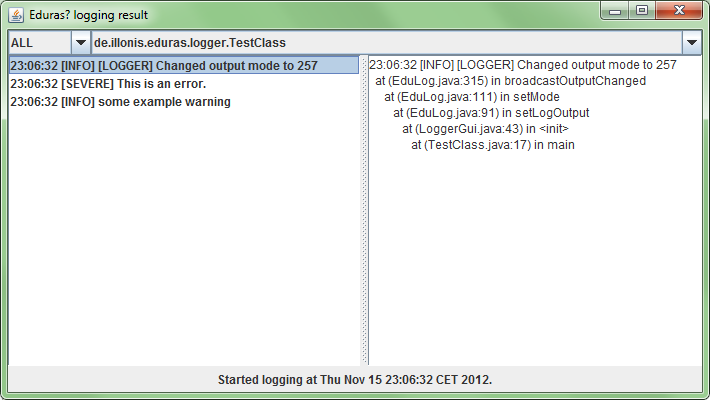 Eduras? logging result
ALL
de.illonis.eduras.logger.TestClass
23:06:32 [INFO] [LOGGER] Changed output mode to 257
23:06:32 [SEVERE] This is an error.
23:06:32 [INFO] some example warning
23:06:32 [INFO] [LOGGER] Changed output mode to 257
at (EduLog.java:315) in broadcastOutputChanged
at (EduLog.java:111) in setMode
at (EduLog.java:91) in setLogOutput
at (LoggerGui.java:43) in <init>
at (TestClass.java:17) in main
Started logging at Thu Nov 15 23:06:32 CET 2012.